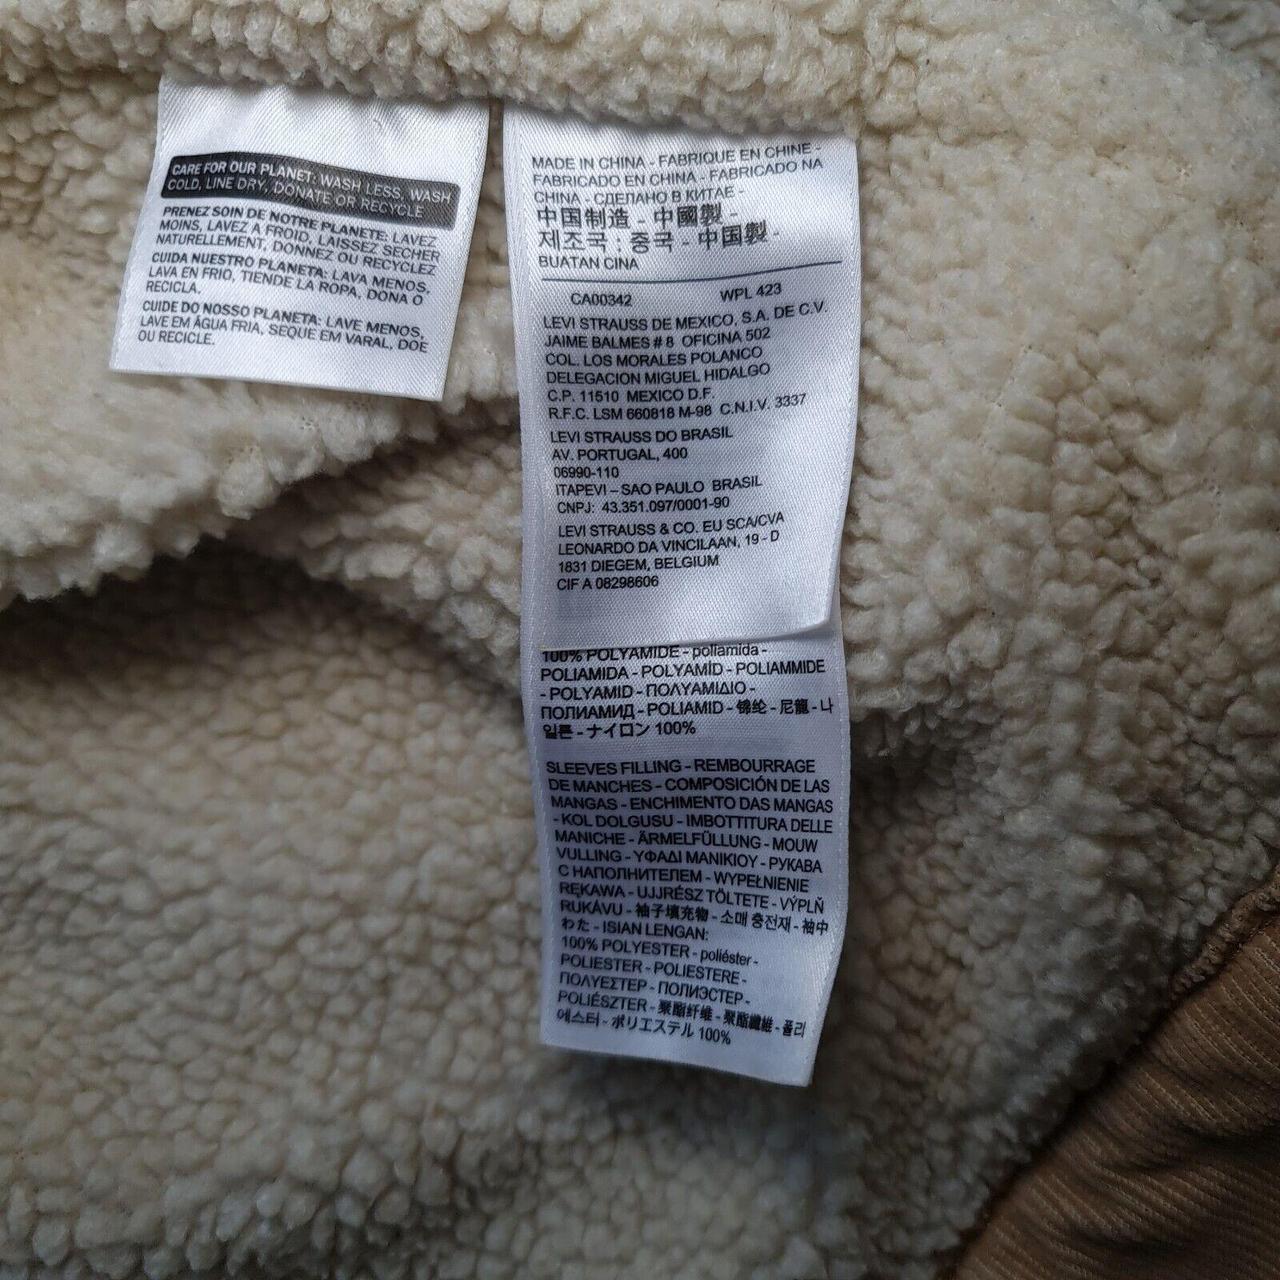 CARE FOR OUR PLANET: WASH LESS, WASH
COLD, LINE DRY, DONATE OR RECYCLE
PRENEZ SOIN DE NOTRE PLANETE: LAVEZ
MOINS, LAVEZ A FROID, LAISSEZ SECHER
NATURELLEMENT, DONNEZ OU RECYCLEZ
CUIDA NUESTRO PLANETA: LAVA MENOS,
LAVA EN FRIO, TIENDE LA ROPA, DONA O
RECICLA.
CUIDE DO NOSSO PLANETA: LAVE MENOS,
LAVE EM ÁGUA FRIA, SEQUE EM VARAL, DOE
OU RECICLE.
MADE IN CHINA - FABRIQUE EN CHINE -
FABRICADO EN CHINA - FABRICADO NA
CHINA - СДЕЛАНО В КИТАЕ -
中国制造 - 中國製 -
제조국 : 중국 - 中国製 -
BUATAN CINA
CA00342 WPL 423
LEVI STRAUSS DE MEXICO, S.A. DE C.V.
JAIME BALMES # 8 OFICINA 502
COL. LOS MORALES POLANCO
DELEGACION MIGUEL HIDALGO
C.P. 11510 MEXICO D.F.
R.F.C. LSM 660818 M-98 C.N.I.V. 3337
LEVI STRAUSS DO BRASIL
AV. PORTUGAL, 400
06990-110
ITAPEVI – SAO PAULO BRASIL
CNPJ: 43.351.097/0001-90
LEVI STRAUSS & CO. EU SCA/CVA
LEONARDO DA VINCILAAN, 19 - D
1831 DIEGEM, BELGIUM
CIF A 08298606
100% POLYAMIDE - poliamida -
POLIAMIDA - POLYAMİD - POLIAMMIDE
- POLYAMID - ΠΟΛΥΑΜΙΔΙΟ -
ПОЛИАМИД - POLIAMID - 锦纶 - 尼龍 - 나
일론 - ナイロン 100%
SLEEVES FILLING - REMBOURRAGE
DE MANCHES - COMPOSICIÓN DE LAS
MANGAS - ENCHIMENTO DAS MANGAS
- KOL DOLGUSU - IMBOTTITURA DELLE
MANICHE - ÄRMELFÜLLUNG - MOUW
VULLING - ΥΦΑΔΙ ΜΑΝΙΚΙΟΥ - РУКАВА
С НАПОЛНИТЕЛЕМ - WYPEŁNIENIE
RĘKAWA - UJJRÉSZ TÖLTETE - VÝPLŇ
RUKÁVU - 袖子填充物 - 소매 충전재 - 袖中
わた - ISIAN LENGAN:
100% POLYESTER - poliéster -
POLIESTER - POLIESTERE -
ΠΟΛΥΕΣΤΕΡ - ПОЛИЭСТЕР -
POLIÉSZTER - 聚酯纤维 - 聚酯纖維 - 폴리
에스터 - ポリエステル 100%